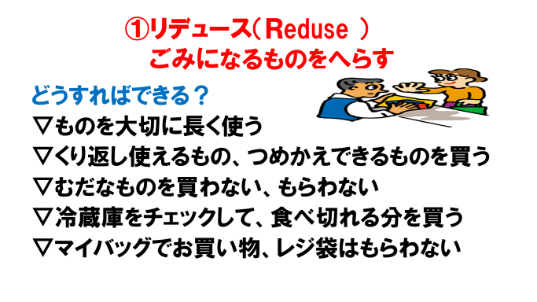 ①リデュース(Reduse )
ごみになるものをへらす
どうすればできる？
▽ものを大切に長く使う
▽くり返し使えるもの、つめかえできるものを買う
▽むだなものを買わない、もらわない
▽冷蔵庫をチェックして、食べ切れる分を買う
▽マイバッグでお買い物、レジ袋はもらわない